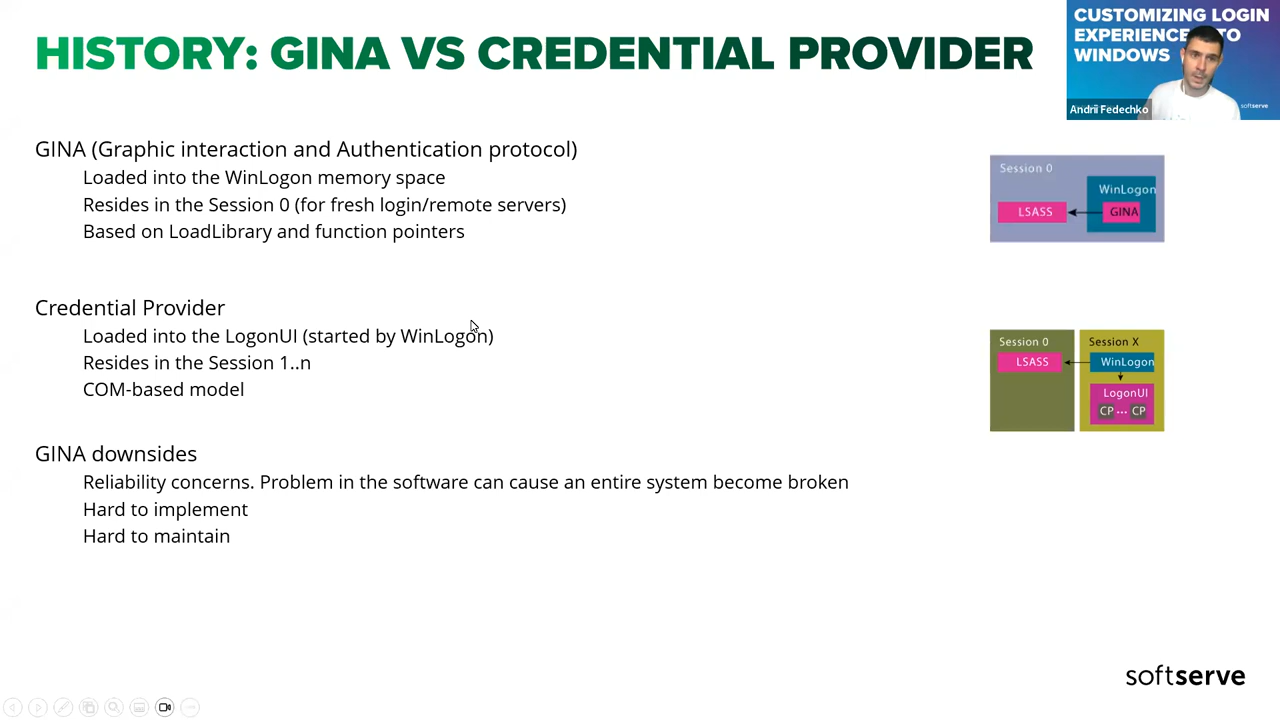 HISTORY: GINA VS CREDENTIAL PROVIDER
CUSTOMIZING LOGIN
EXPERIENCE TO
WINDOWS
Andrii Fedechko
softserve
GINA (Graphic interaction and Authentication protocol)
Loaded into the WinLogon memory space
Resides in the Session 0 (for fresh login/remote servers)
Based on LoadLibrary and function pointers
Session 0
WinLogon
LSASS
GINA
Credential Provider
Loaded into the LogonUI (started by WinLogon)
Resides in the Session 1..n
COM-based model
Session 0
Session X
LSASS
WinLogon
LogonUI
CP ... CP
GINA downsides
Reliability concerns. Problem in the software can cause an entire system become broken
Hard to implement
Hard to maintain
softserve